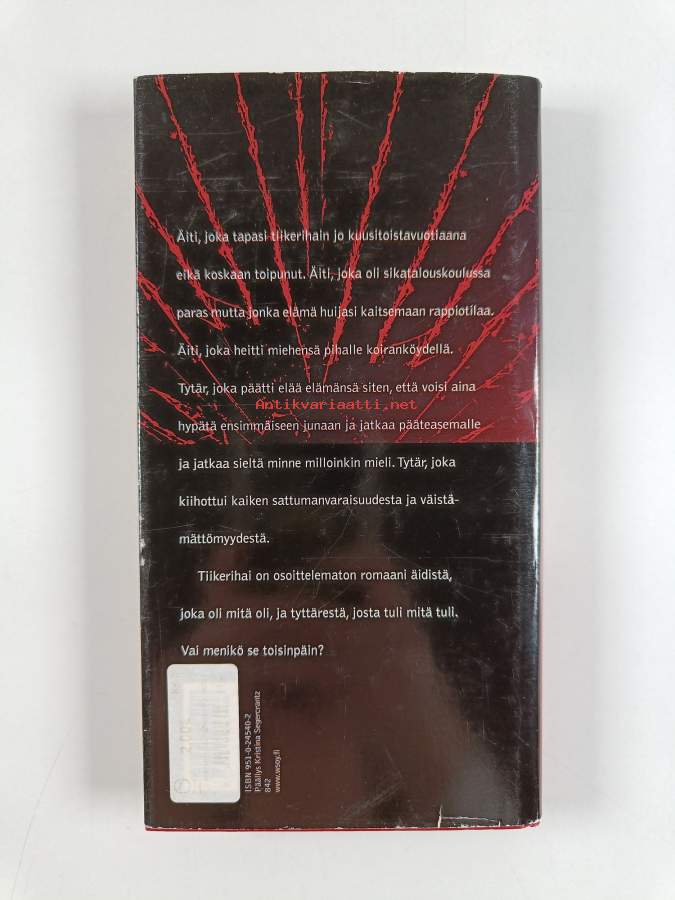 Äiti, joka tapasi tiikerihain jo kuusitoistavuotiaana
eikä koskaan toipunut. Äiti, joka oli sikatalouskoulussa
paras mutta jonka elämä huijasi kaitsemaan rappiotilaa.
Äiti, joka heitti miehensä pihalle koiranköydellä.
Tytär, joka päätti elää elämänsä siten, että voisi aina
Antikvariaatti.net
hypätä ensimmäiseen junaan ja jatkaa pääteasemalle
ja jatkaa sieltä minne milloinkin mieli. Tytär, joka
kiihottui kaiken sattumanvaraisuudesta ja väistä-
mättömyydestä.
Tiikerihai on osoittelematon romaani äidistä,
joka oli mitä oli, ja tyttärestä, josta tuli mitä tuli.
Vai menikö se toisinpäin?
ISBN 951-0-24540-2
Päällys Kristina Segercrantz
842
www.wsoy.fi